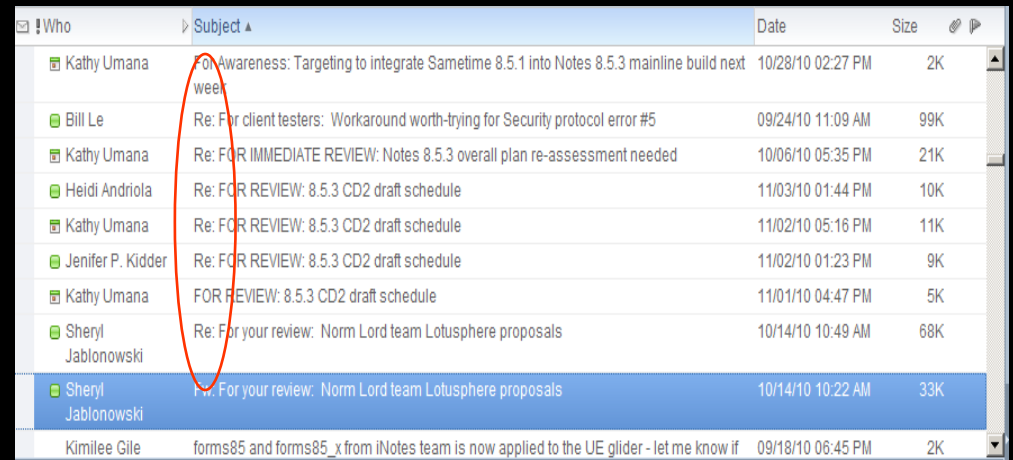 ! Who Subject Date Size
Kathy Umana For Awareness: Targeting to integrate Sametime 8.5.1 into Notes 8.5.3 mainline build next 10/28/10 02:27 PM 2K
week
Bill Le Re: For client testers: Workaround worth-trying for Security protocol error #5 09/24/10 11:09 AM 99K
Kathy Umana Re: FOR IMMEDIATE REVIEW: Notes 8.5.3 overall plan re-assessment needed 10/06/10 05:35 PM 21K
Heidi Andriola Re: FOR REVIEW: 8.5.3 CD2 draft schedule 11/03/10 01:44 PM 10K
Kathy Umana Re: FOR REVIEW: 8.5.3 CD2 draft schedule 11/02/10 05:16 PM 11K
Jenifer P. Kidder Re: FOR REVIEW: 8.5.3 CD2 draft schedule 11/02/10 01:23 PM 9K
Kathy Umana FOR REVIEW: 8.5.3 CD2 draft schedule 11/01/10 04:47 PM 5K
Sheryl Re: For your review: Norm Lord team Lotusphere proposals 10/14/10 10:49 AM 68K
Jablonowski
Sheryl Fw: For your review: Norm Lord team Lotusphere proposals 10/14/10 10:22 AM 33K
Jablonowski
Kimilee Gile forms85 and forms85_x from iNotes team is now applied to the UE glider - let me know if 09/18/10 06:45 PM 2K